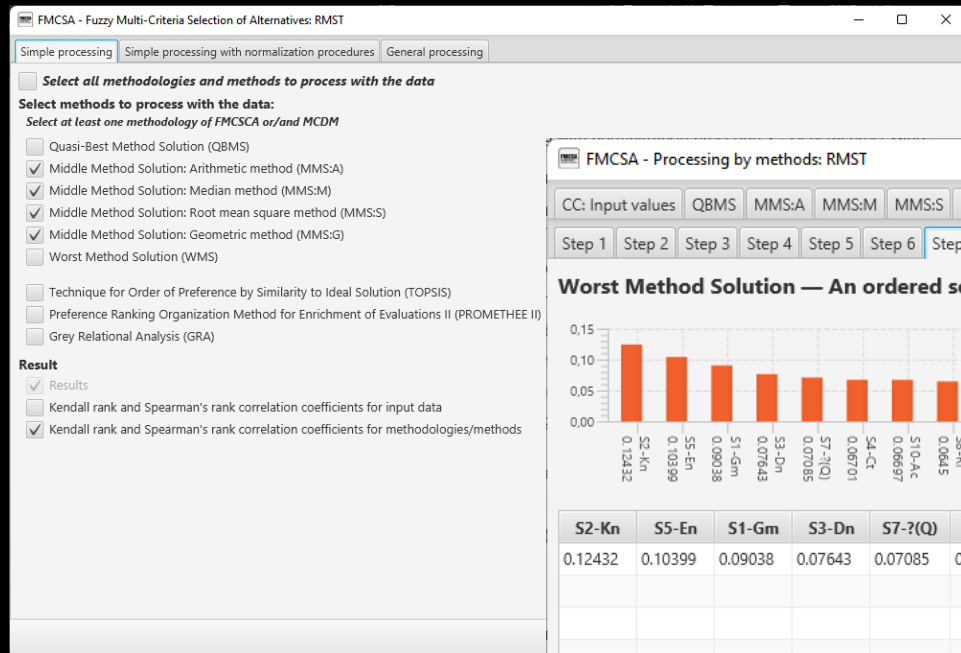 FMCSA - Fuzzy Multi-Criteria Selection of Alternatives: RMST
Simple processing Simple processing with normalization procedures General processing
Select all methodologies and methods to process with the data
Select methods to process with the data:
Select at least one methodology of FMCSCA or/and MCDM
Quasi-Best Method Solution (QBMS)
Middle Method Solution: Arithmetic method (MMS:A)
Middle Method Solution: Median method (MMS:M)
Middle Method Solution: Root mean square method (MMS:S)
Middle Method Solution: Geometric method (MMS:G)
Worst Method Solution (WMS)
Technique for Order of Preference by Similarity to Ideal Solution (TOPSIS)
Preference Ranking Organization Method for Enrichment of Evaluations II (PROMETHEE II)
Grey Relational Analysis (GRA)
Result
Results
Kendall rank and Spearman's rank correlation coefficients for input data
Kendall rank and Spearman's rank correlation coefficients for methodologies/methods
FMCSA - Processing by methods: RMST
CC: Input values QBMS MMS:A MMS:M MMS:S
Step 1 Step 2 Step 3 Step 4 Step 5 Step 6 Step
Worst Method Solution — An ordered
0,15
0,10
0,05
0,00
S2-Kn
0.12432
S5-En
0.10399
S1-Gm
0.09038
S3-Dn
0.07643
S7-?(Q)
0.07085
S4-Ct
0.06701
S10-Ac
0.06697
0.0645
S2-Kn S5-En S1-Gm S3-Dn S7-?(Q)
0.12432 0.10399 0.09038 0.07643 0.07085